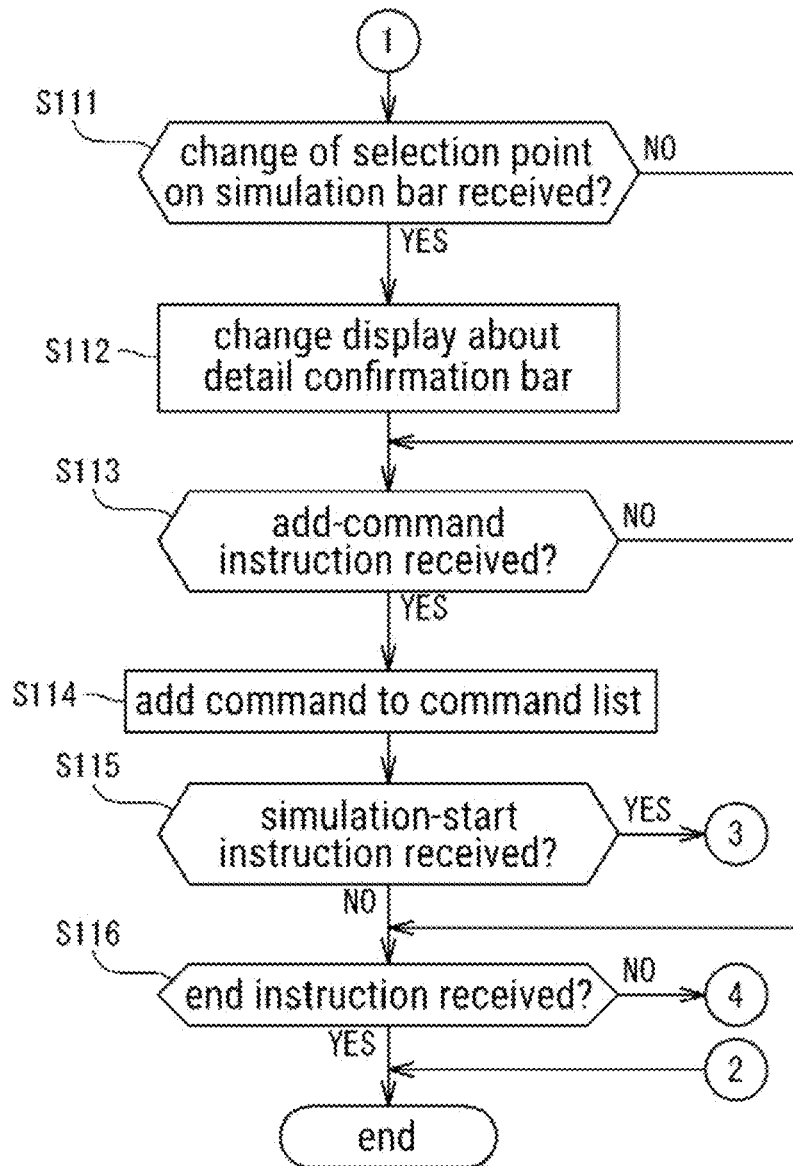 1
S111
change of selection point
on simulation bar received?
NO
YES
S112
change display about
detail confirmation bar
S113
add-command
instruction received?
NO
YES
S114
add command to command list
S115
simulation-start
instruction received?
YES
3
NO
S116
end instruction received?
NO
4
YES
2
end